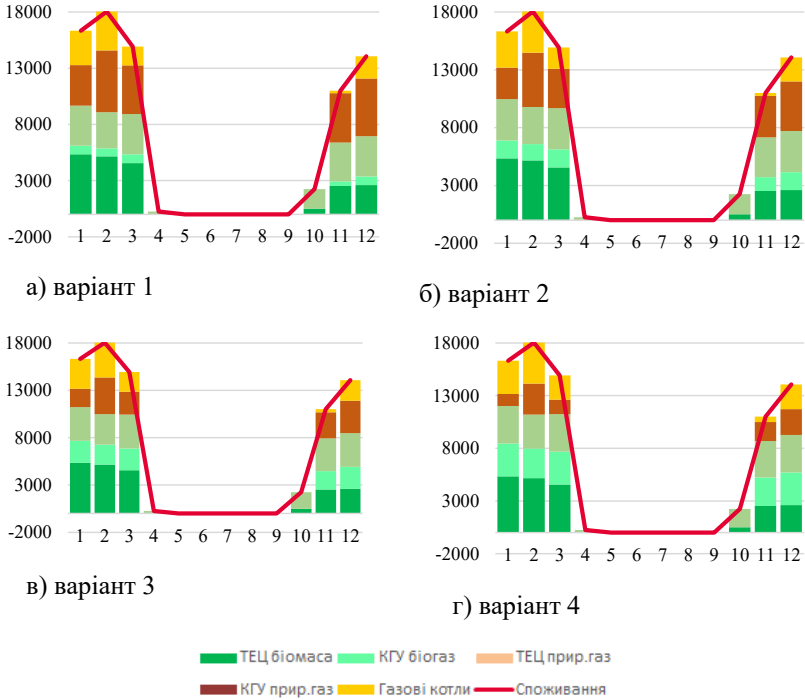 18000
13000
8000
3000
-2000
1 2 3 4 5 6 7 8 9 10 11 12
а) варіант 1
18000
13000
8000
3000
-2000
1 2 3 4 5 6 7 8 9 10 11 12
б) варіант 2
18000
13000
8000
3000
-2000
1 2 3 4 5 6 7 8 9 10 11 12
в) варіант 3
18000
13000
8000
3000
-2000
1 2 3 4 5 6 7 8 9 10 11 12
г) варіант 4
ТЕЦ біомаса КГУ біогаз ТЕЦ прир.газ
КГУ прир.газ Газові котли Споживання